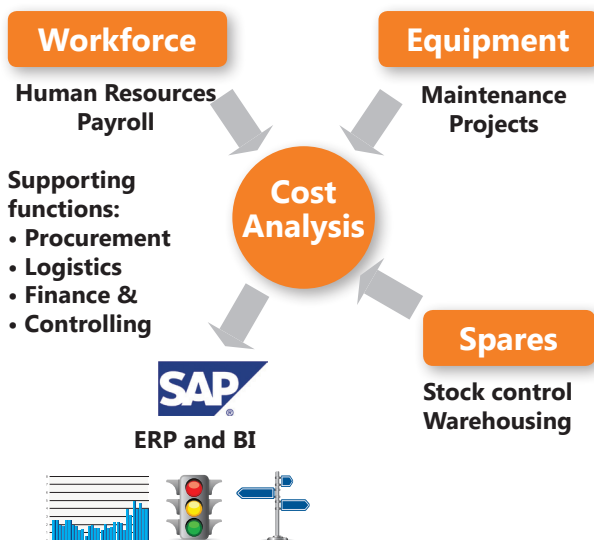 Workforce
Human Resources
Payroll
Equipment
Maintenance
Projects
Supporting
functions:
• Procurement
• Logistics
• Finance &
• Controlling
Cost
Analysis
Spares
Stock control
Warehousing
SAP®
ERP and BI